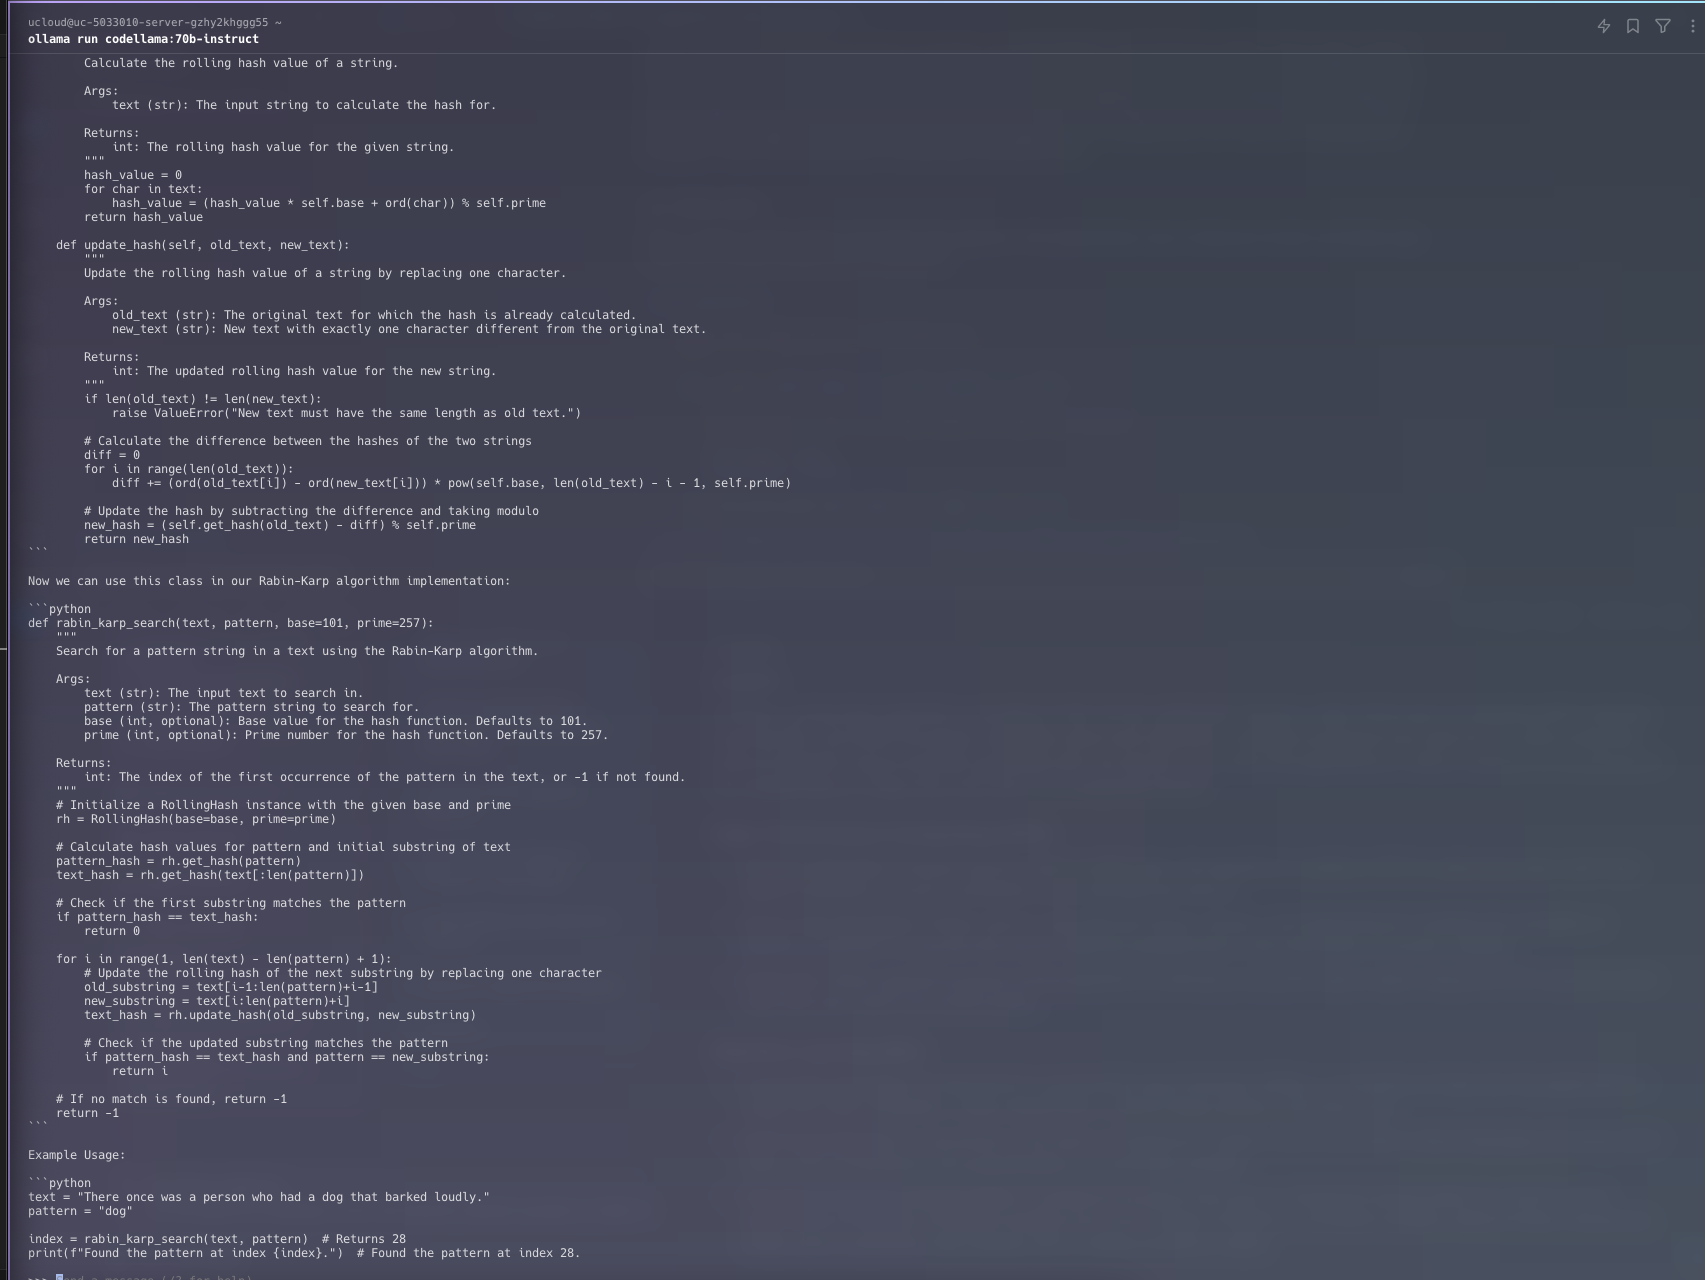 ucloud@uc-5033010-server-gzhy2khggg55 ~
ollama run codellama:70b-instruct
        Calculate the rolling hash value of a string.

        Args:
            text (str): The input string to calculate the hash for.

        Returns:
            int: The rolling hash value for the given string.
        """
        hash_value = 0
        for char in text:
            hash_value = (hash_value * self.base + ord(char)) % self.prime
        return hash_value

    def update_hash(self, old_text, new_text):
        """
        Update the rolling hash value of a string by replacing one character.

        Args:
            old_text (str): The original text for which the hash is already calculated.
            new_text (str): New text with exactly one character different from the original text.

        Returns:
            int: The updated rolling hash value for the new string.
        """
        if len(old_text) != len(new_text):
            raise ValueError("New text must have the same length as old text.")

        # Calculate the difference between the hashes of the two strings
        diff = 0
        for i in range(len(old_text)):
            diff += (ord(old_text[i]) - ord(new_text[i])) * pow(self.base, len(old_text) - i - 1, self.prime)

        # Update the hash by subtracting the difference and taking modulo
        new_hash = (self.get_hash(old_text) - diff) % self.prime
        return new_hash
```

Now we can use this class in our Rabin-Karp algorithm implementation:

```python
def rabin_karp_search(text, pattern, base=101, prime=257):
    """
    Search for a pattern string in a text using the Rabin-Karp algorithm.

    Args:
        text (str): The input text to search in.
        pattern (str): The pattern string to search for.
        base (int, optional): Base value for the hash function. Defaults to 101.
        prime (int, optional): Prime number for the hash function. Defaults to 257.

    Returns:
        int: The index of the first occurrence of the pattern in the text, or -1 if not found.
    """
    # Initialize a RollingHash instance with the given base and prime
    rh = RollingHash(base=base, prime=prime)

    # Calculate hash values for pattern and initial substring of text
    pattern_hash = rh.get_hash(pattern)
    text_hash = rh.get_hash(text[:len(pattern)])

    # Check if the first substring matches the pattern
    if pattern_hash == text_hash:
        return 0

    for i in range(1, len(text) - len(pattern) + 1):
        # Update the rolling hash of the next substring by replacing one character
        old_substring = text[i-1:len(pattern)+i-1]
        new_substring = text[i:len(pattern)+i]
        text_hash = rh.update_hash(old_substring, new_substring)

        # Check if the updated substring matches the pattern
        if pattern_hash == text_hash and pattern == new_substring:
            return i

    # If no match is found, return -1
    return -1
```

Example Usage:

```python
text = "There once was a person who had a dog that barked loudly."
pattern = "dog"

index = rabin_karp_search(text, pattern)  # Returns 28
print(f"Found the pattern at index {index}.")  # Found the pattern at index 28.